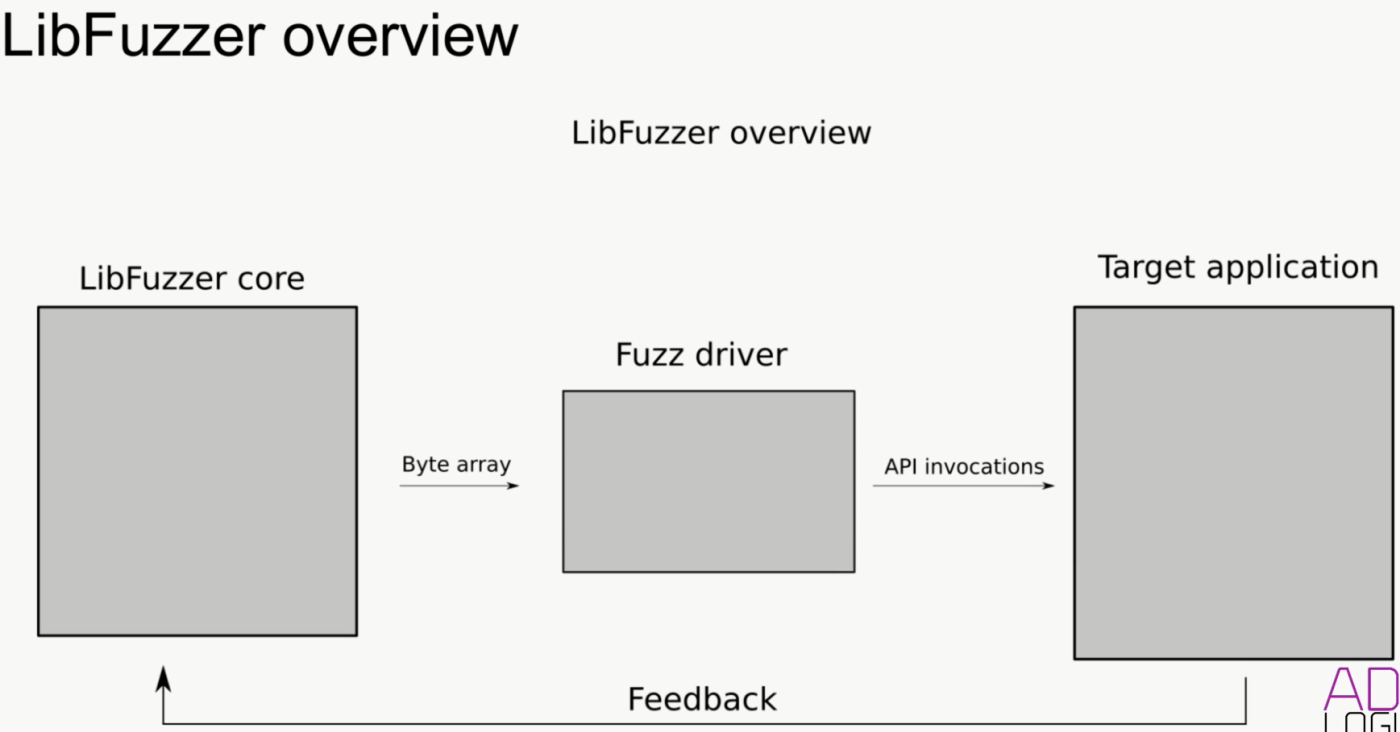 LibFuzzer overview
LibFuzzer overview
LibFuzzer core
Target application
Fuzz driver
Byte array
API invocations
Feedback
AD
LOGI